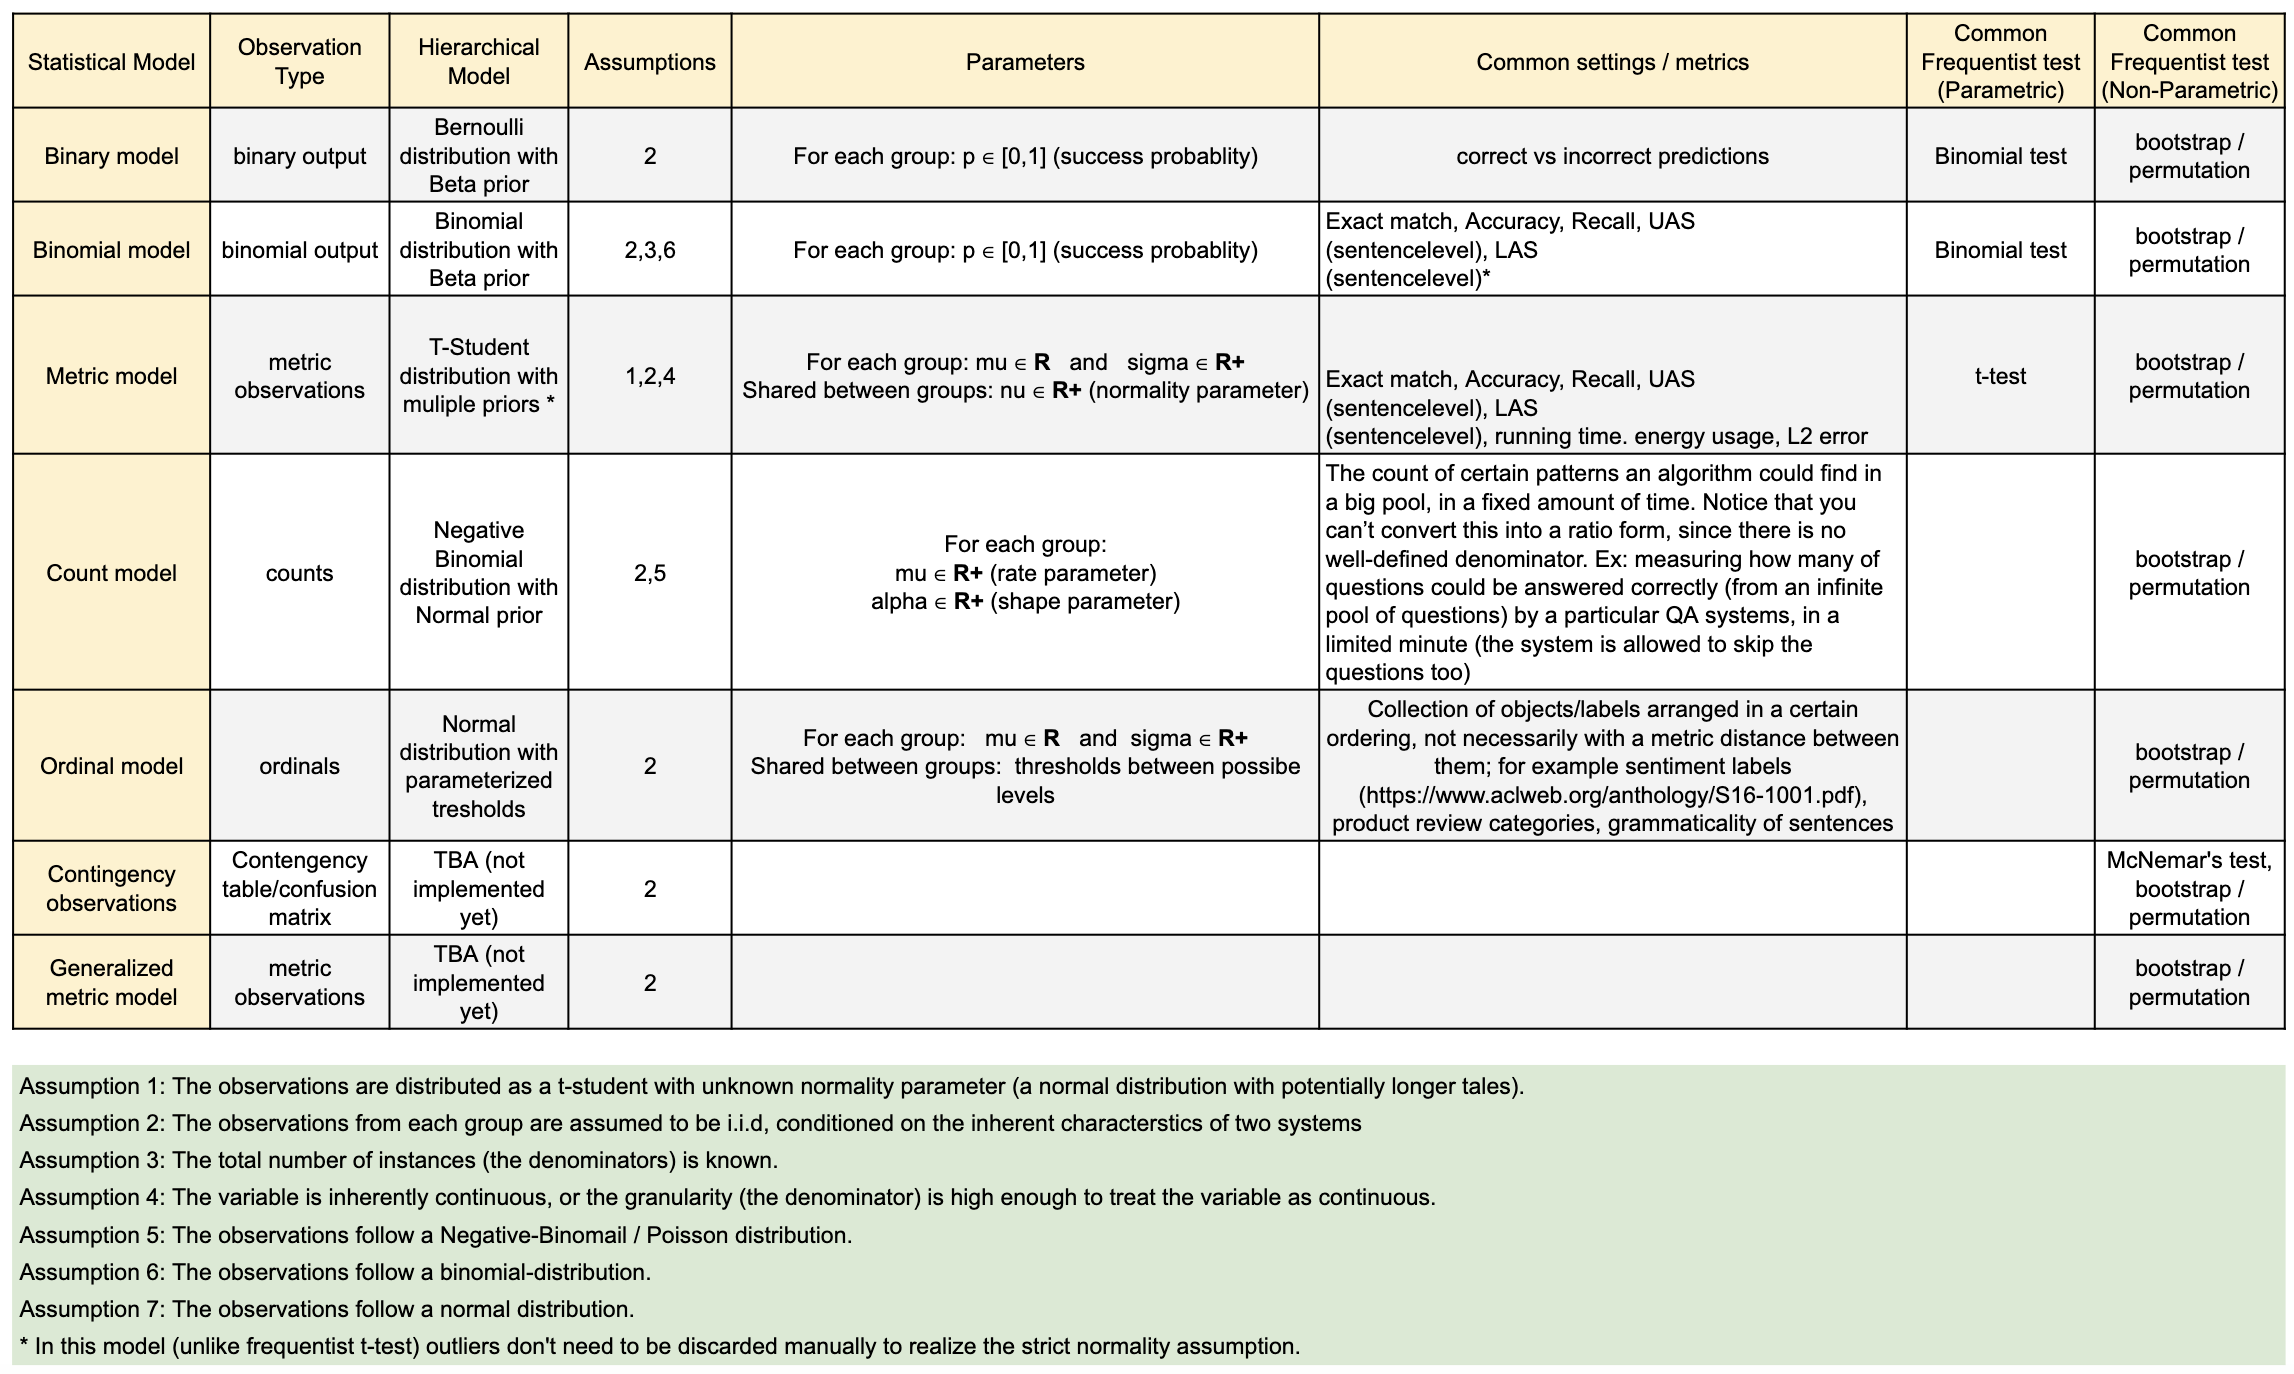 Statistical Model
Observation
Type
Hierarchical
Model
Assumptions
Parameters
Common settings / metrics
Common
Frequentist test
(Parametric)
Common
Frequentist test
(Non-Parametric)
Binary model
binary output
Bernoulli
distribution with
Beta prior
2
For each group: p ∈ [0,1] (success probablity)
correct vs incorrect predictions
Binomial test
bootstrap /
permutation
Binomial model
binomial output
Binomial
distribution with
Beta prior
2,3,6
For each group: p ∈ [0,1] (success probablity)
Exact match, Accuracy, Recall, UAS
(sentencelevel), LAS
(sentencelevel)*
Binomial test
bootstrap /
permutation
Metric model
metric
observations
T-Student
distribution with
muliple priors *
1,2,4
For each group: mu ∈ R and sigma ∈ R+
Shared between groups: nu ∈ R+ (normality parameter)
Exact match, Accuracy, Recall, UAS
(sentencelevel), LAS
(sentencelevel), running time. energy usage, L2 error
t-test
bootstrap /
permutation
Count model
counts
Negative
Binomial
distribution with
Normal prior
2,5
For each group:
mu ∈ R+ (rate parameter)
alpha ∈ R+ (shape parameter)
The count of certain patterns an algorithm could find in
a big pool, in a fixed amount of time. Notice that you
can’t convert this into a ratio form, since there is no
well-defined denominator. Ex: measuring how many of
questions could be answered correctly (from an infinite
pool of questions) by a particular QA systems, in a
limited minute (the system is allowed to skip the
questions too)
bootstrap /
permutation
Ordinal model
ordinals
Normal
distribution with
parameterized
tresholds
2
For each group: mu ∈ R and sigma ∈ R+
Shared between groups: thresholds between possibe
levels
Collection of objects/labels arranged in a certain
ordering, not necessarily with a metric distance between
them; for example sentiment labels
(https://www.aclweb.org/anthology/S16-1001.pdf),
product review categories, grammaticality of sentences
bootstrap /
permutation
Contingency
observations
Contengency
table/confusion
matrix
TBA (not
implemented
yet)
2
McNemar's test,
bootstrap /
permutation
Generalized
metric model
metric
observations
TBA (not
implemented
yet)
2
bootstrap /
permutation
Assumption 1: The observations are distributed as a t-student with unknown normality parameter (a normal distribution with potentially longer tales).
Assumption 2: The observations from each group are assumed to be i.i.d, conditioned on the inherent characterstics of two systems
Assumption 3: The total number of instances (the denominators) is known.
Assumption 4: The variable is inherently continuous, or the granularity (the denominator) is high enough to treat the variable as continuous.
Assumption 5: The observations follow a Negative-Binomail / Poisson distribution.
Assumption 6: The observations follow a binomial-distribution.
Assumption 7: The observations follow a normal distribution.
* In this model (unlike frequentist t-test) outliers don't need to be discarded manually to realize the strict normality assumption.